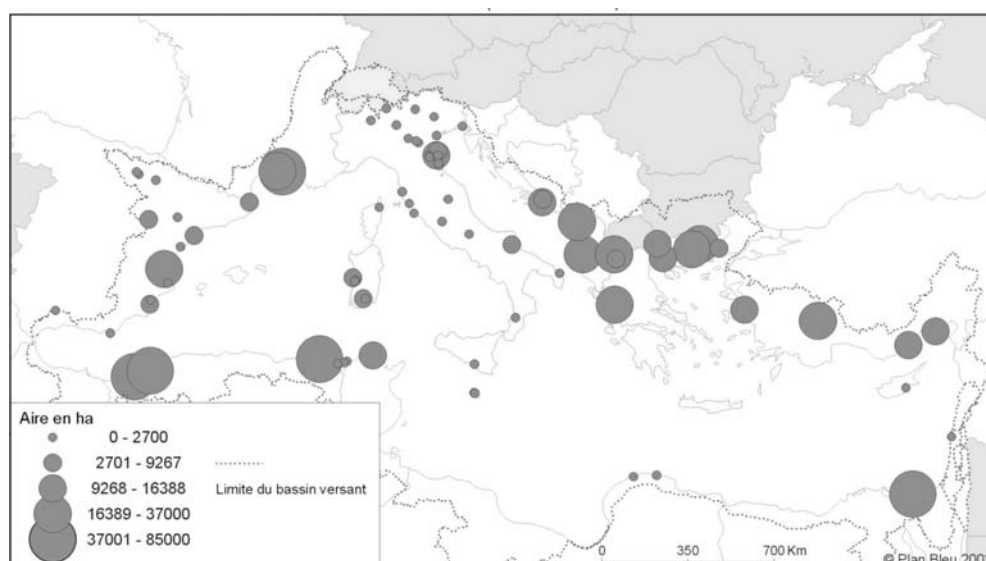 Aire en ha
0 - 2700
2701 - 9267
9268 - 16388
16389 - 37000
37001 - 85000
Limite du bassin versant
0 350 700 Km
© Plan Bleu